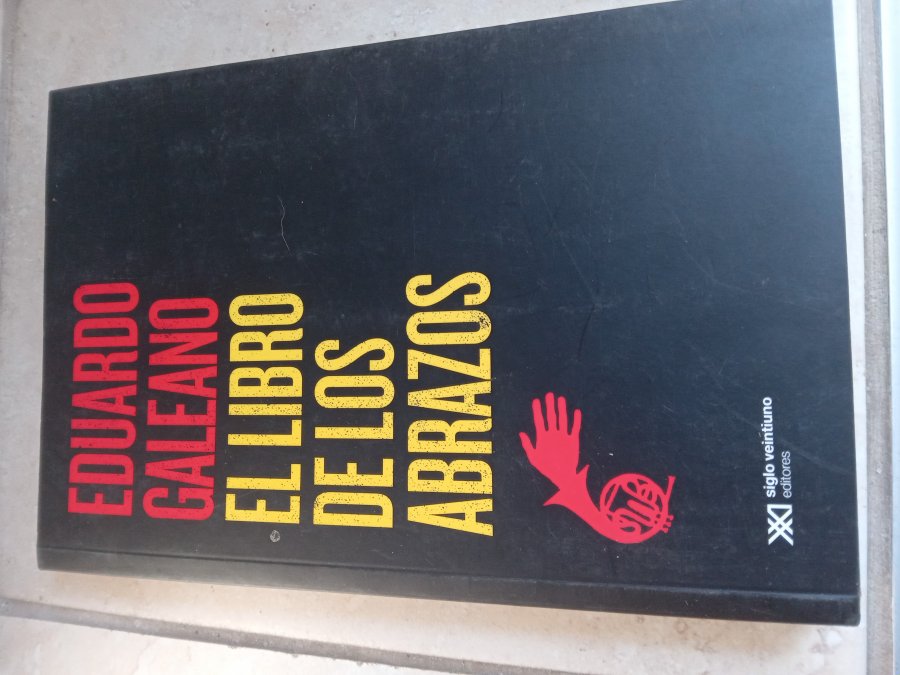 EDUARDO
GALEANO
EL LIBRO
DE LOS
ABRAZOS
siglo veintiuno
editores